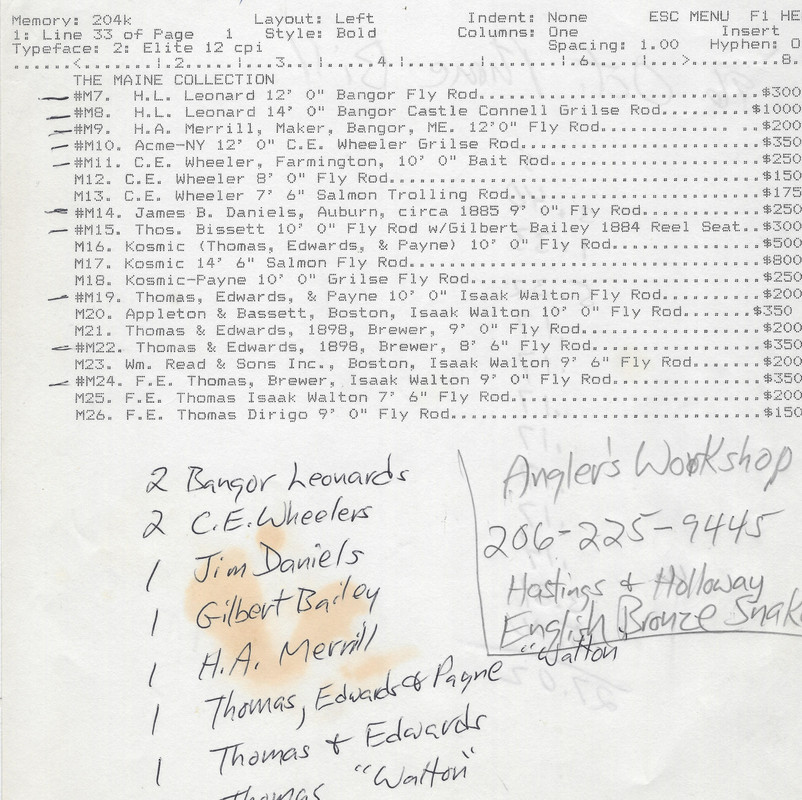 Memory: 204k Layout: Left Indent: None ESC MENU F1 HE
1: Line 33 of Page 1 Style: Bold Columns: One Insert
Typeface: 2: Elite 12 cpi Spacing: 1.00 Hyphen: O
THE MAINE COLLECTION
#M7. H.L. Leonard 12' 0" Bangor Fly Rod...$300
#M8. H.L. Leonard 14' 0" Bangor Castle Connell Grilse Rod...$1000
#M9. H.A. Merrill, Maker, Bangor, ME. 12'0" Fly Rod...$200
#M10. Acme-NY 12' 0" C.E. Wheeler Grilse Rod...$350
#M11. C.E. Wheeler, Farmington, 10' 0" Bait Rod...$250
M12. C.E. Wheeler 8' 0" Fly Rod...$150
M13. C.E. Wheeler 7' 6" Salmon Trolling Rod...$175
#M14. James B. Daniels, Auburn, circa 1885 9' 0" Fly Rod...$250
#M15. Thos. Bissett 10' 0" Fly Rod w/Gilbert Bailey 1884 Reel Seat..$300
M16. Kosmic (Thomas, Edwards, & Payne) 10' 0" Fly Rod...$500
M17. Kosmic 14' 6" Salmon Fly Rod...$800
M18. Kosmic-Payne 10' 0" Grilse Fly Rod...$250
#M19. Thomas, Edwards, & Payne 10' 0" Isaak Walton Fly Rod...$200
M20. Appleton & Bassett, Boston, Isaak Walton 10' 0" Fly Rod...$350
M21. Thomas & Edwards, 1898, Brewer, 9' 0" Fly Rod...$200
#M22. Thomas & Edwards, 1898, Brewer, 8' 6" Fly Rod...$350
M23. Wm. Read & Sons Inc., Boston, Isaak Walton 9' 6" Fly Rod...$200
#M24. F.E. Thomas, Brewer, Isaak Walton 9' 0" Fly Rod...$350
M25. F.E. Thomas Isaak Walton 7' 6" Fly Rod...$200
M26. F.E. Thomas Dirigo 9' 0" Fly Rod...$150
2 Bangor Leonards
2 C.E. Wheelers
1 Jim Daniels
1 Gilbert Bailey
1 H.A. Merrill
1 Thomas, Edwards & Payne "Walton"
1 Thomas & Edwards
Thomas "Walton"
Angler's Workshop
206-225-9445
Hastings & Holloway
English Bronze Snake